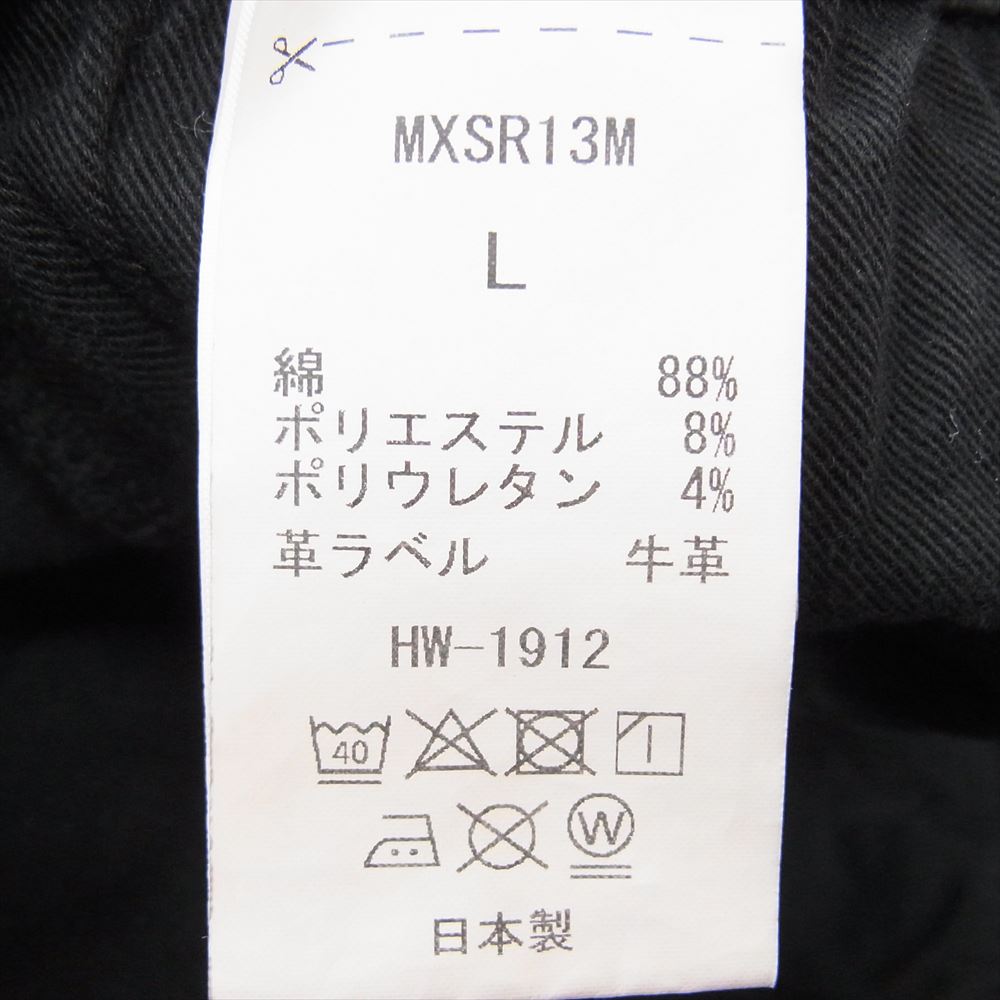 MXSR13M
L
綿 88%
ポリエステル 8%
ポリウレタン 4%
革ラベル 牛革
HW-1912
40
W
日本製